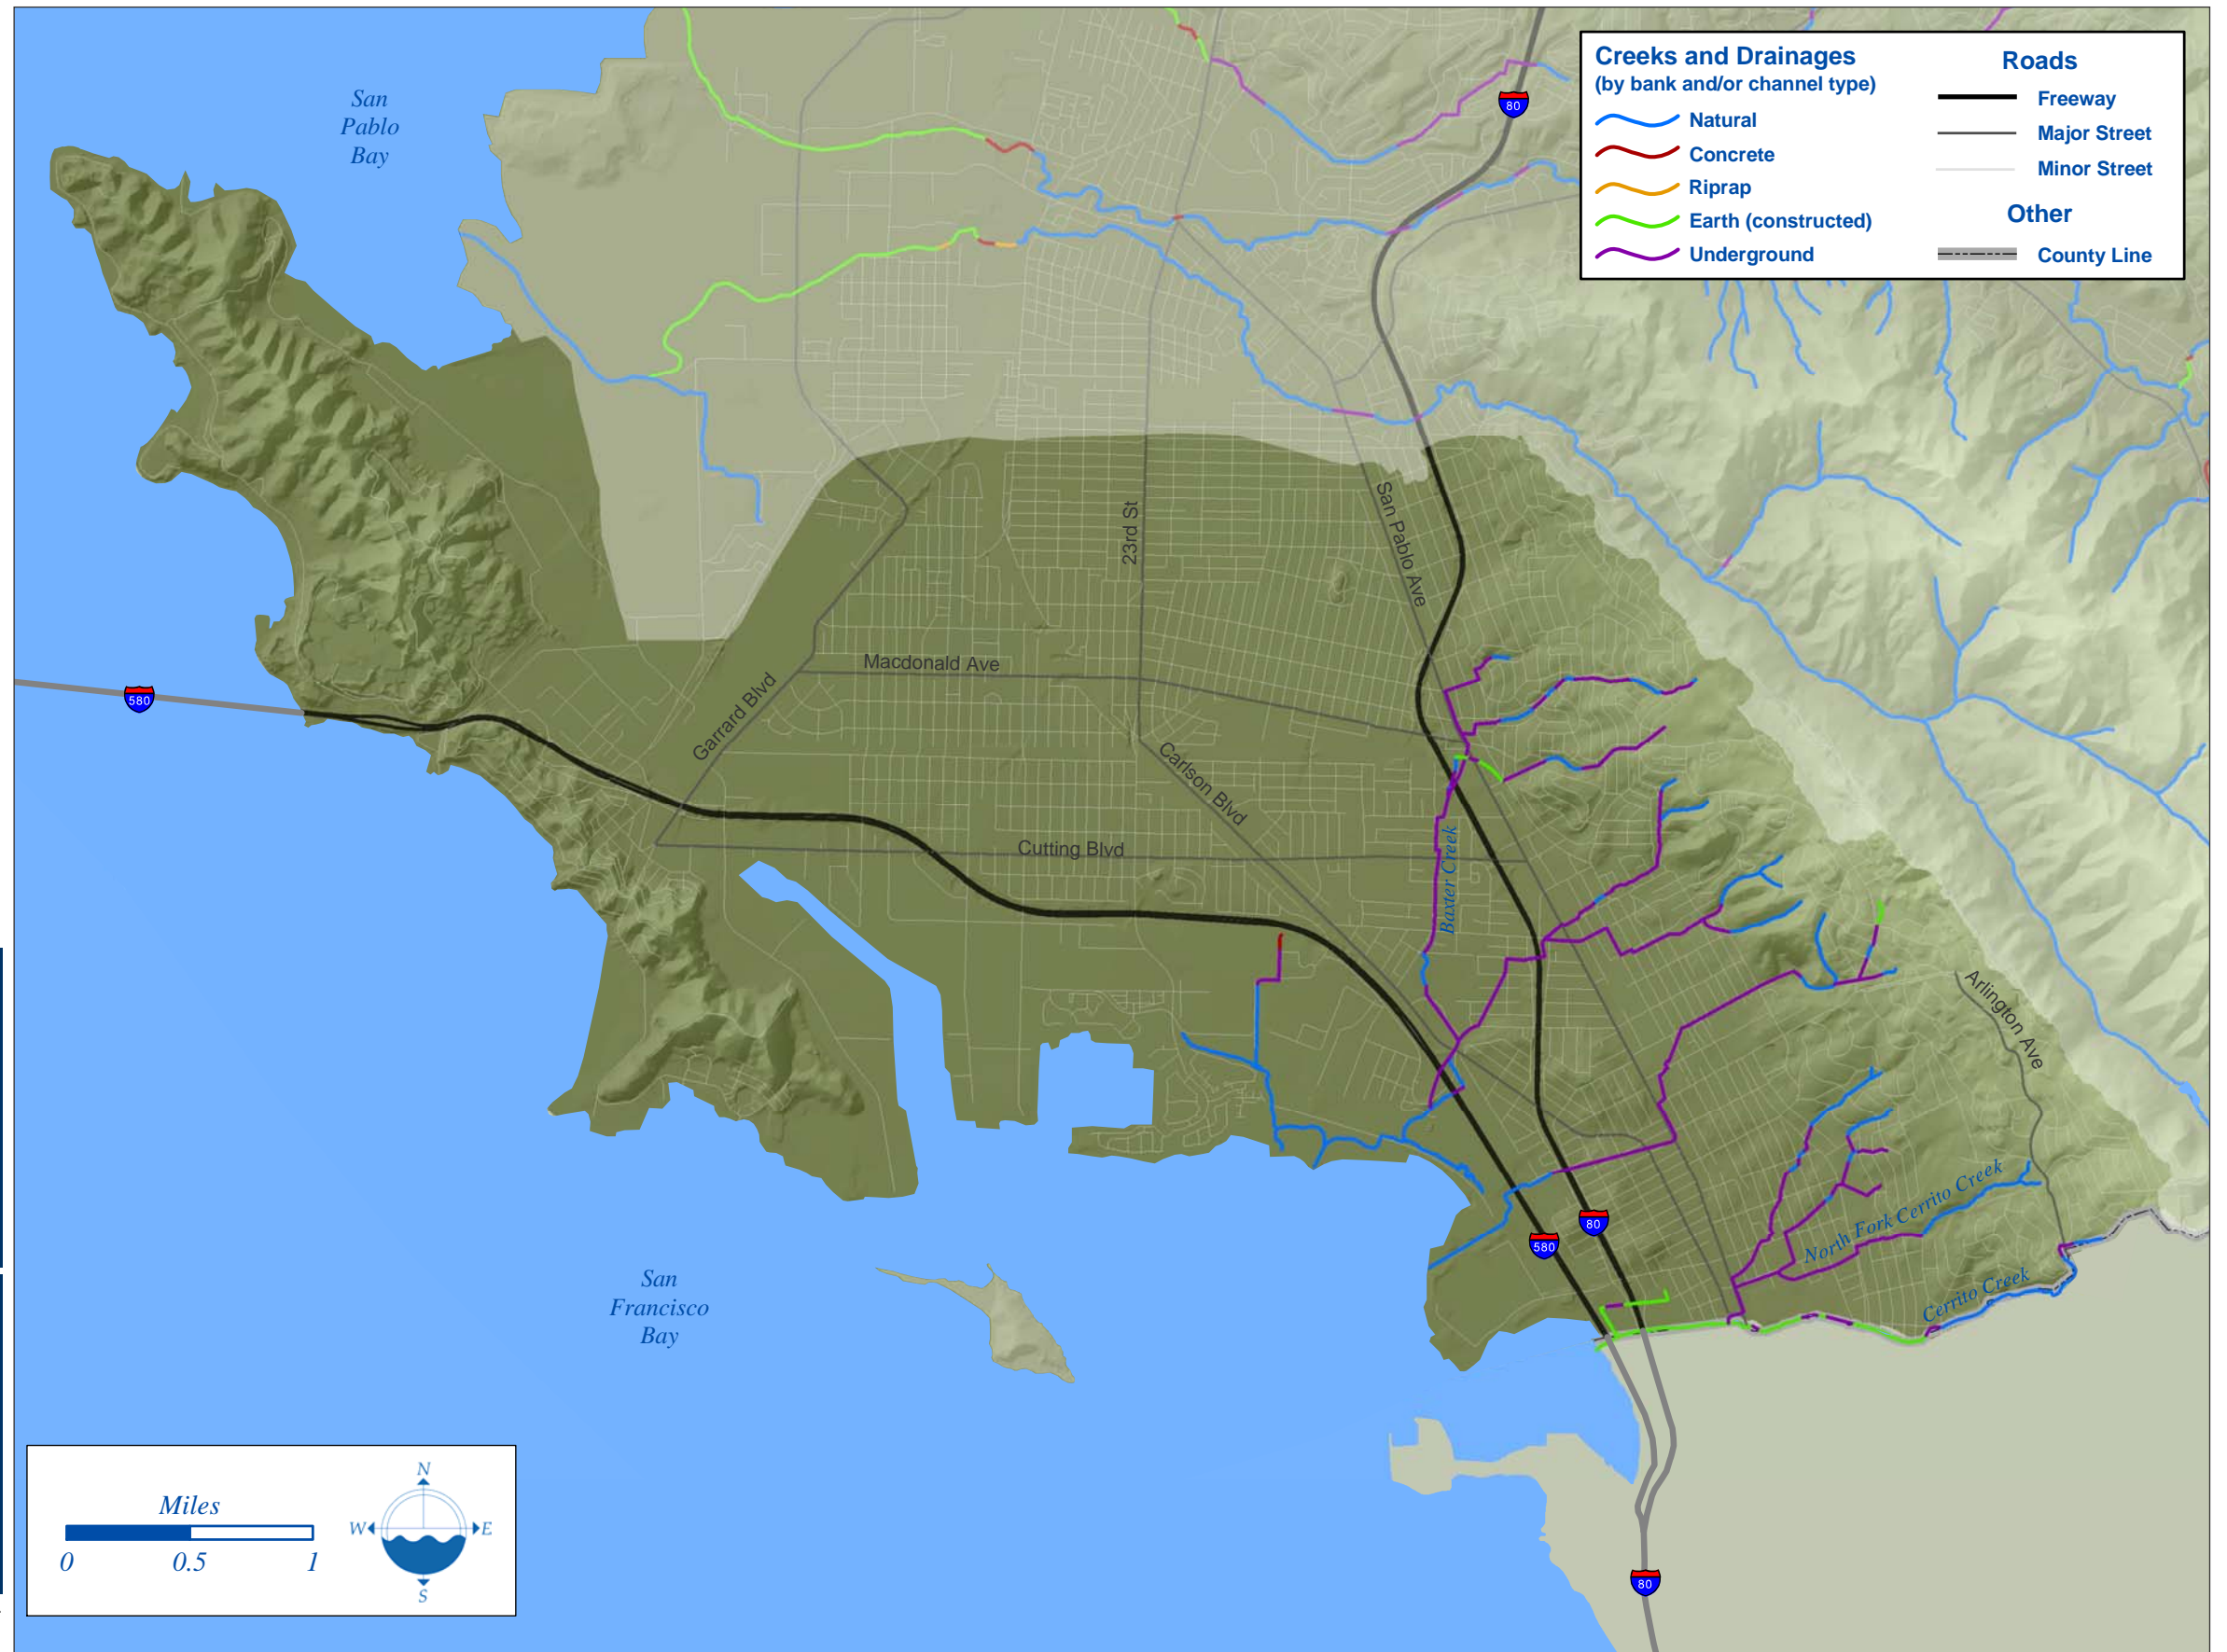 San
Pablo
Bay
80
Creeks and Drainages
(by bank and/or channel type)
Natural
Concrete
Riprap
Earth (constructed)
Underground
Roads
Freeway
Major Street
Minor Street
Other
County Line
23rd St
San Pablo Ave
580
Macdonald Ave
Garrard Blvd
Carlson Blvd
Cutting Blvd
Baxter Creek
Arlington Ave
North Fork Cerrito Creek
80
580
Cerrito Creek
San
Francisco
Bay
80
Miles
0 0.5 1
N
W E
S